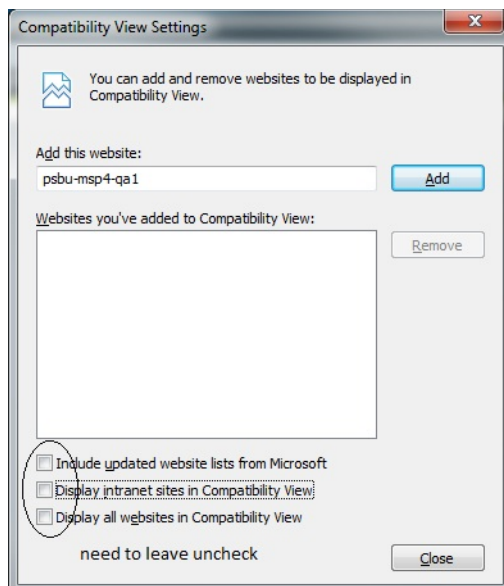 Compatibility View Settings
You can add and remove websites to be displayed in
Compatibility View.
Add this website:
psbu-msp4-qa1
Add
Websites you've added to Compatibility View:
Remove
Include updated website lists from Microsoft
Display intranet sites in Compatibility View
Display all websites in Compatibility View
need to leave uncheck
Close